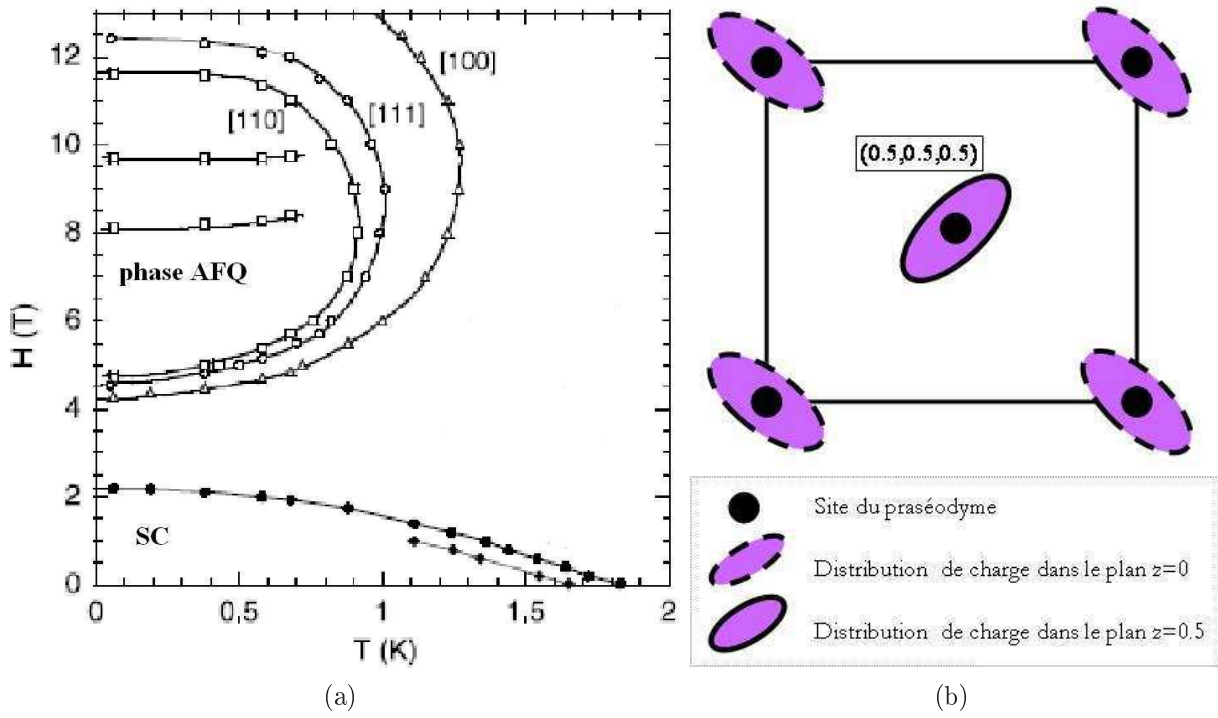 12
10
8
6
4
2
0
H (T)
[100]
[111]
[110]
phase AFQ
SC
0
0,5
1
1,5
2
T (K)
(a)
(0.5,0.5,0.5)
Site du praséodyme
Distribution de charge dans le plan z=0
Distribution de charge dans le plan z=0.5
(b)